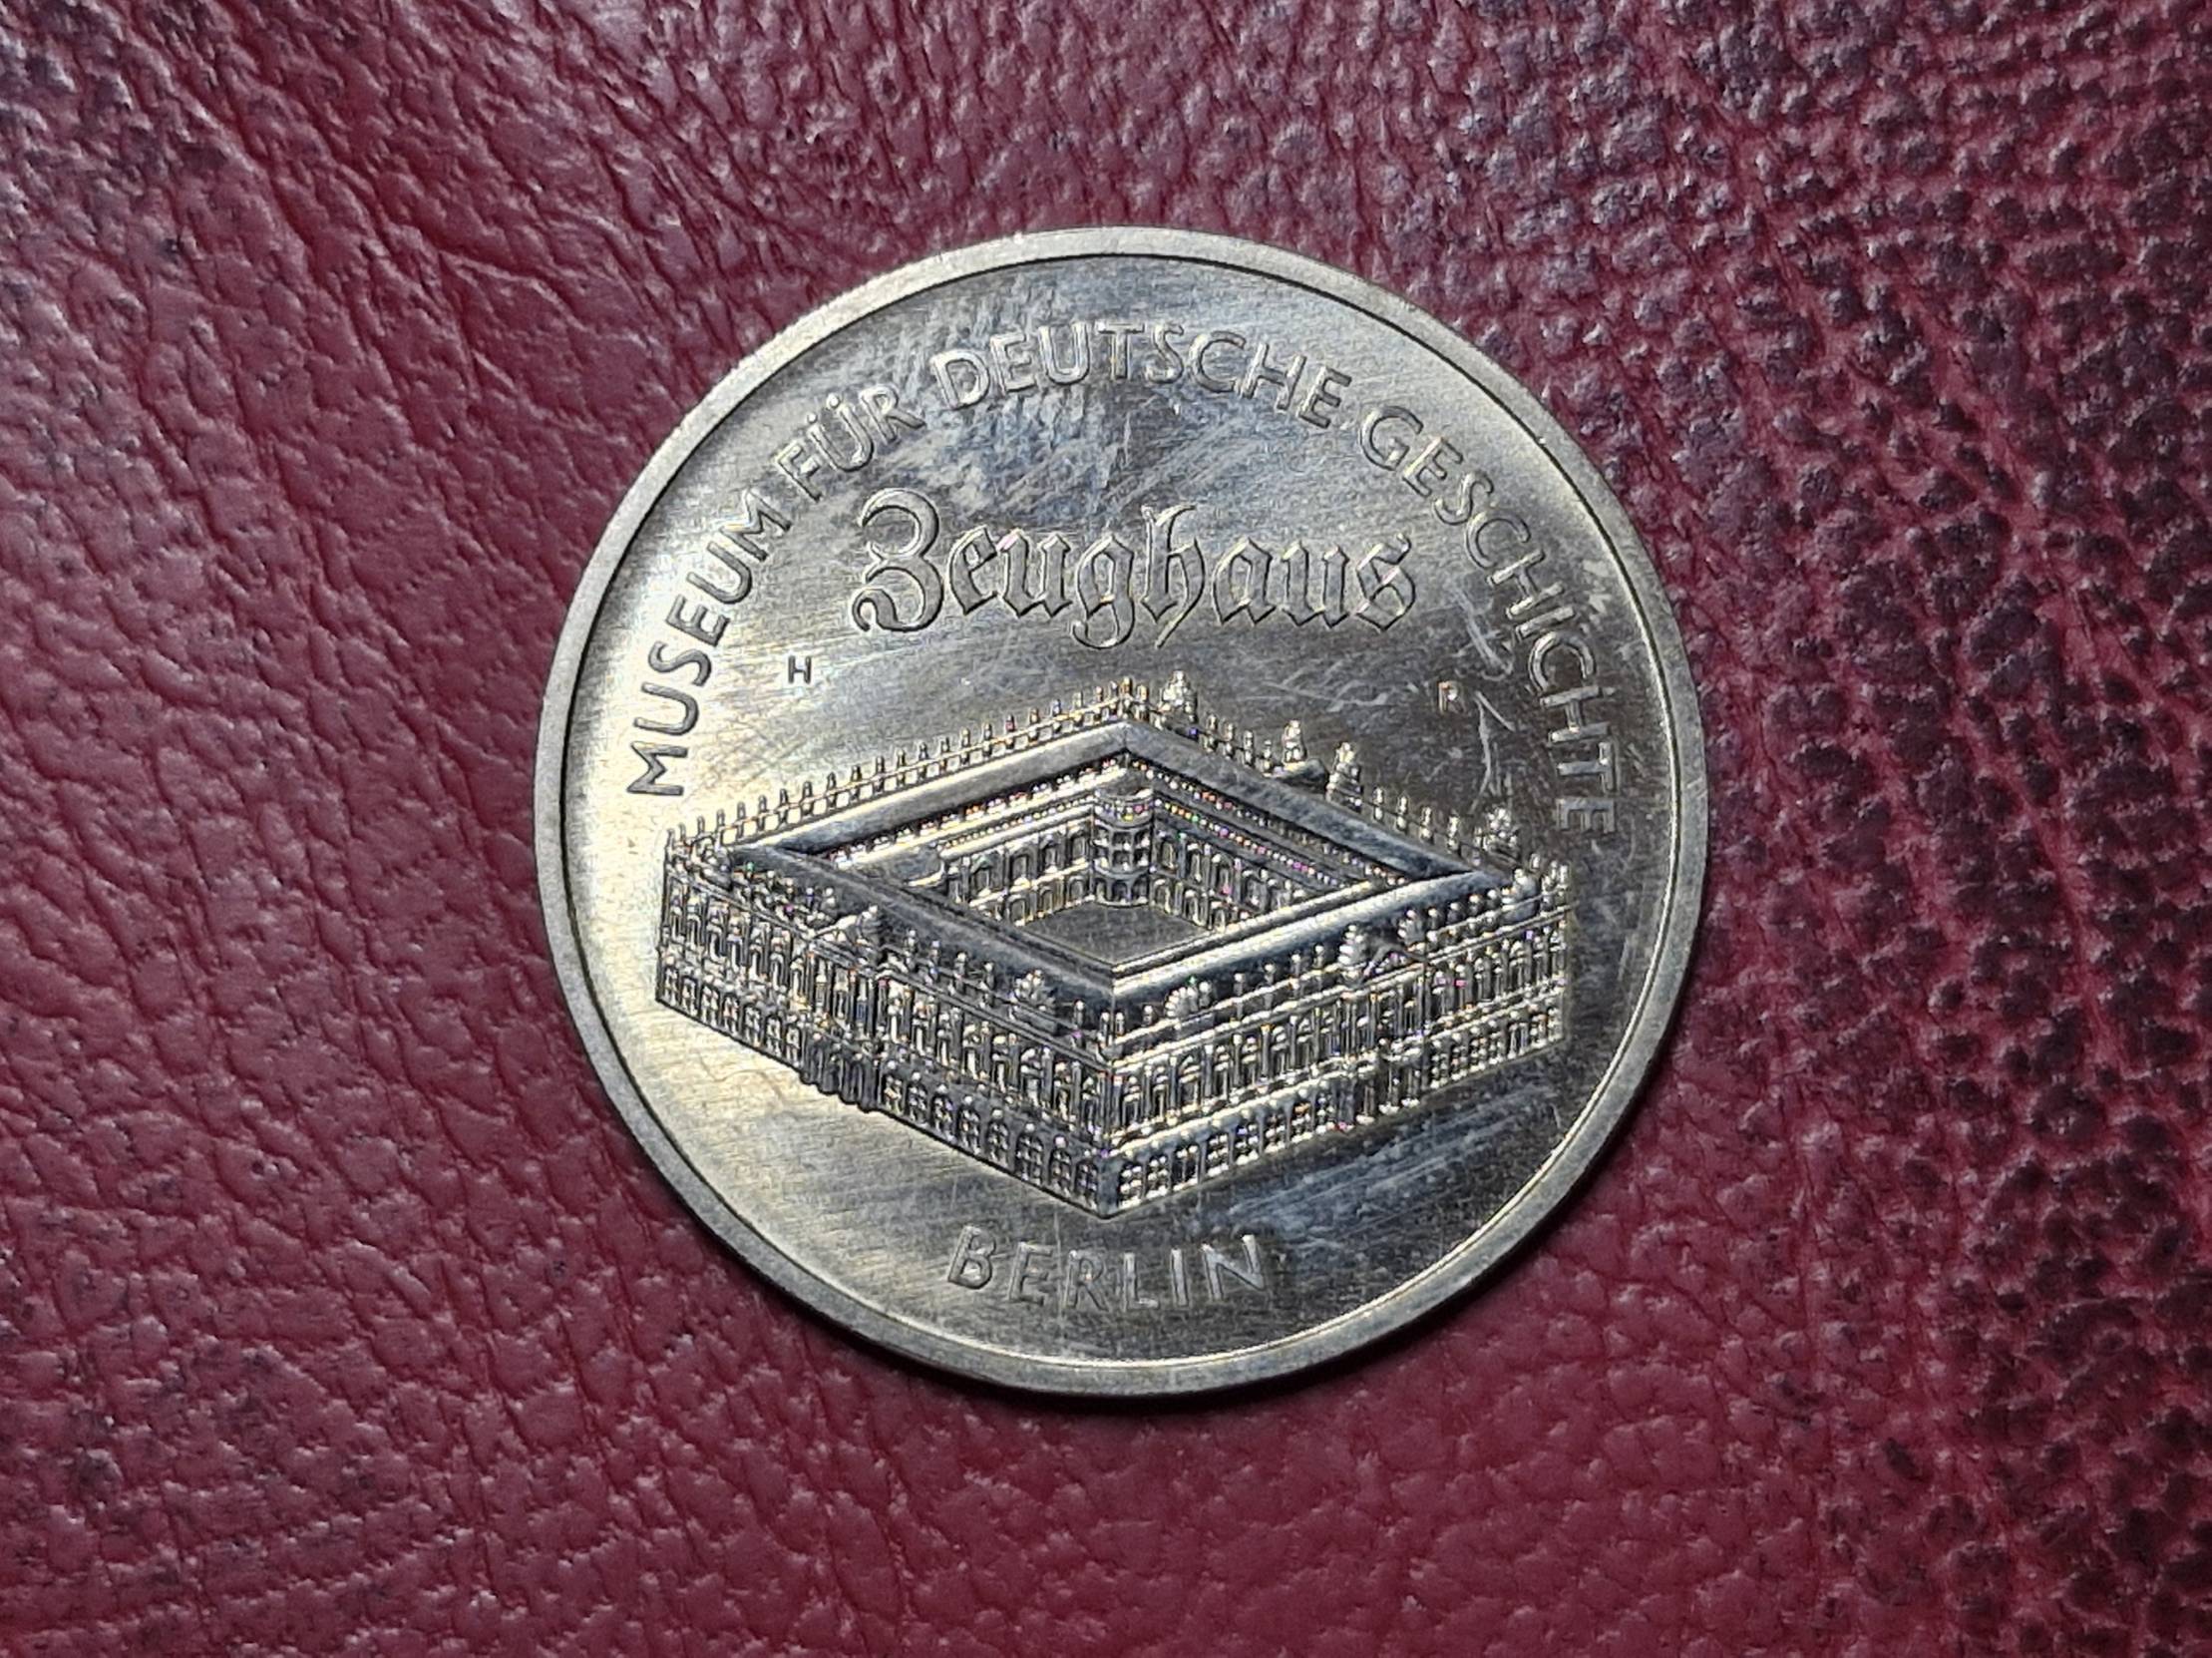 MUSEUM FÜR DEUTSCHE GESCHICHTE
Zeughaus
H R
BERLIN